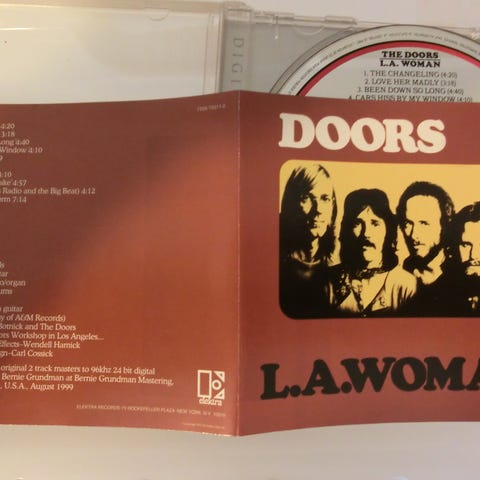 DIGI
THE DOORS
L.A. WOMAN
1. THE CHANGELING (4:20)
2. LOVE HER MADLY (3:18)
3. BEEN DOWN SO LONG (4:40)
4. CARS HISS BY MY WINDOW (4:10)
DOORS
L.A.WOMA
4:20
3:18
Long 4:40
Window 4:10
4:10
ake 4:57
Radio and the Big Beat) 4:12
orm 7:14
ls
tar
o/organ
ums
guitar
y of A&M Records)
Botnick and The Doors
ors Workshop in Los Angeles...
Effects–Wendell Hamick
gn–Carl Cossick
original 2 track masters to 96khz 24 bit digital
Bernie Grundman at Bernie Grundman Mastering,
U.S.A., August 1999
elektra
ELEKTRA RECORDS/75 ROCKEFELLER PLAZA NEW YORK, N.Y. 10019